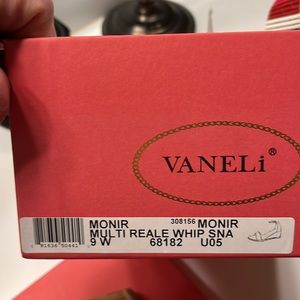 VANELi®
MONIR 308156 MONIR
MULTI REALE WHIP SNA
9 W 68182 U05